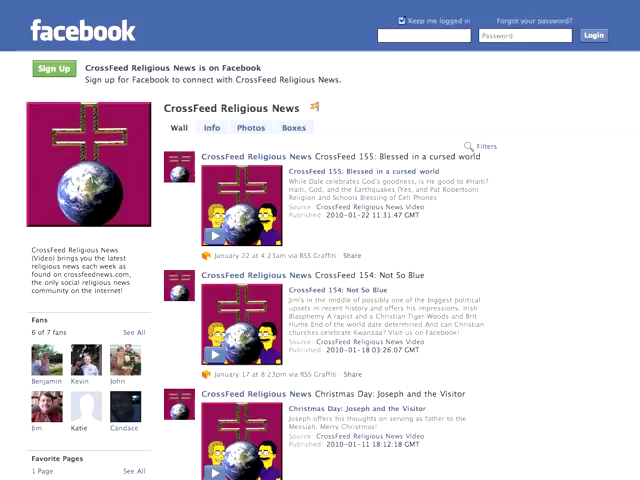 facebook
Keep me logged in
Forgot your password?
Password
Login
Sign Up
CrossFeed Religious News is on Facebook
Sign up for Facebook to connect with CrossFeed Religious News.
CrossFeed Religious News
Wall Info Photos Boxes
Filters
CrossFeed Religious News CrossFeed 155: Blessed in a cursed world
CrossFeed 155: Blessed in a cursed world
While Dale celebrates God's goodness, is He good to #Haiti?
Haiti, God, and the Earthquakes (Yes, and Pat Robertson)
Religion and Schools Blessing of Cell Phones
Source: CrossFeed Religious News Video
Published: 2010-01-22 11:31:47 GMT
January 22 at 4:23am via RSS Graffiti · Share
CrossFeed Religious News (Video) brings you the latest
religious news each week as
found on crossfeednews.com,
the only social religious news
community on the internet!
CrossFeed Religious News CrossFeed 154: Not So Blue
CrossFeed 154: Not So Blue
Jim's in the middle of possibly one of the biggest political
upsets in recent history and offers his impressions. Irish
Blasphemy A rapist and a Christian Tiger Woods and Brit
Hume End of the world date determined And can Christian
churches celebrate Kwanzaa? Visit us on Facebook!
Source: CrossFeed Religious News Video
Published: 2010-01-18 03:26:07 GMT
January 17 at 8:23pm via RSS Graffiti · Share
Fans
6 of 7 fans See All
Benjamin Kevin John
Jim Katie Candace
CrossFeed Religious News Christmas Day: Joseph and the Visitor
Christmas Day: Joseph and the Visitor
Joseph offers his thoughts on serving as father to the
Messiah. Merry Christmas!
Source: CrossFeed Religious News Video
Published: 2010-01-11 18:12:18 GMT
Favorite Pages
1 Page See All